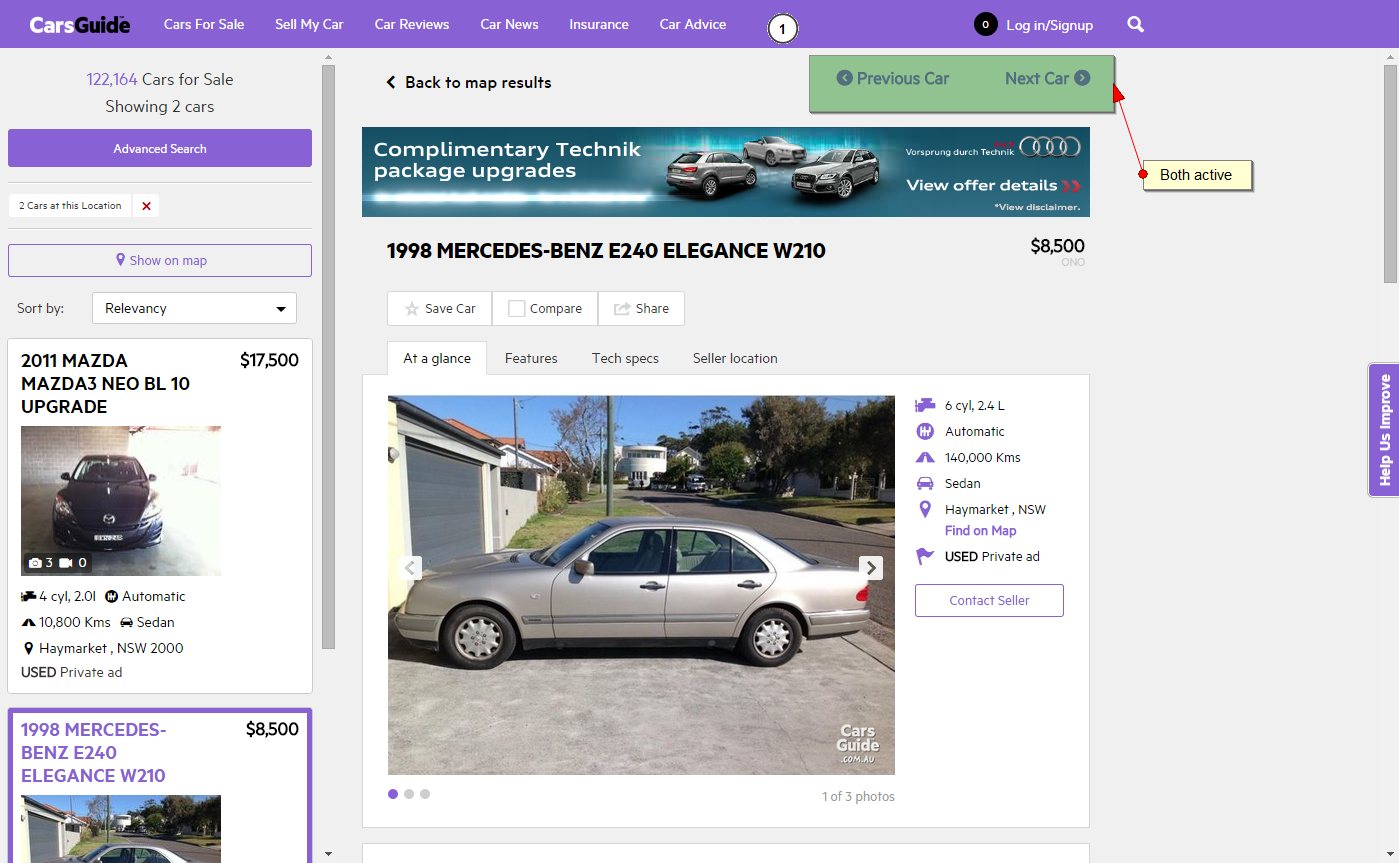 CarsGuide
Cars For Sale
Sell My Car
Car Reviews
Car News
Insurance
Car Advice
1
0
Log in/Signup
122,164 Cars for Sale
Showing 2 cars
Advanced Search
2 Cars at this Location
Show on map
Sort by:
Relevancy
2011 MAZDA
MAZDA3 NEO BL 10
UPGRADE
$17,500
3
0
4 cyl, 2.0l
Automatic
10,800 Kms
Sedan
Haymarket , NSW 2000
USED Private ad
1998 MERCEDES-
BENZ E240
ELEGANCE W210
$8,500
Back to map results
Previous Car
Next Car
Both active
Complimentary Technik
package upgrades
Vorsprung durch Technik
View offer details
*View disclaimer.
1998 MERCEDES-BENZ E240 ELEGANCE W210
$8,500
ONO
Save Car
Compare
Share
At a glance
Features
Tech specs
Seller location
Cars
Guide
.COM.AU
1 of 3 photos
6 cyl, 2.4 L
Automatic
140,000 Kms
Sedan
Haymarket , NSW
Find on Map
USED Private ad
Contact Seller
Help Us Improve